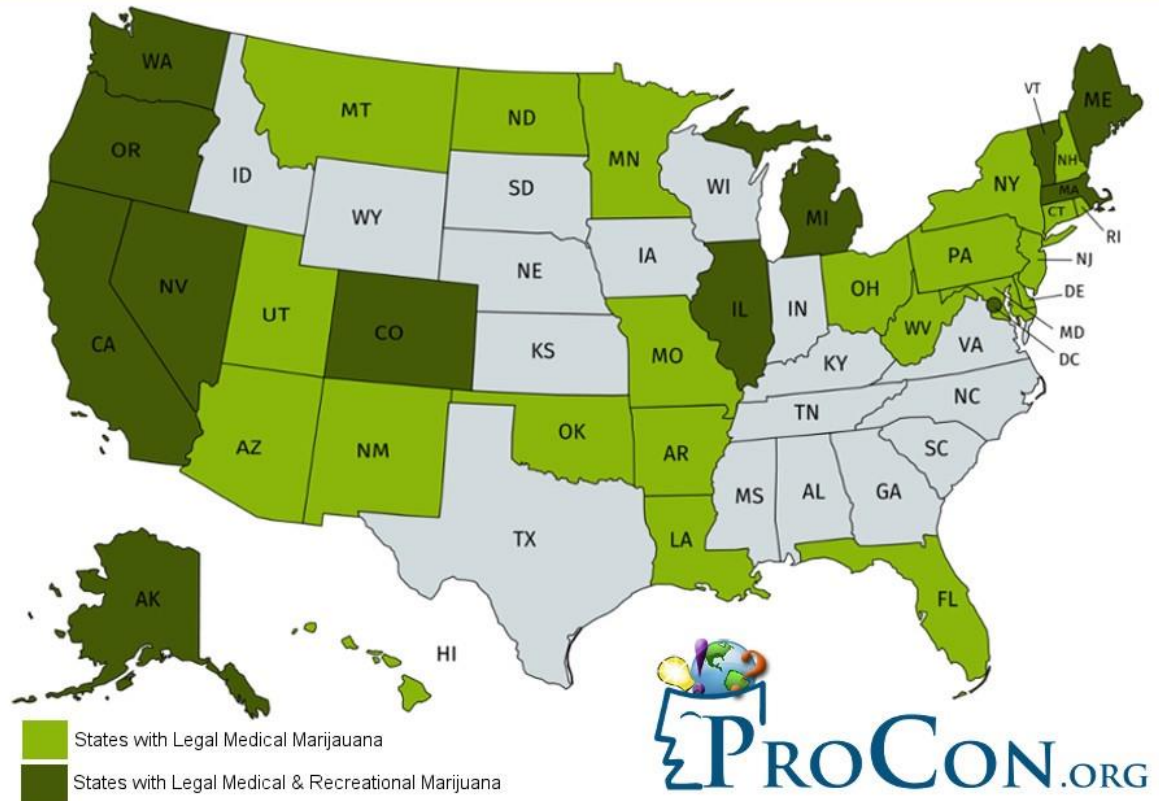 WA
MT
ND
MN
OR
ID
WY
SD
WI
MI
VT
ME
NH
NY
MA
CT
RI
NJ
PA
DE
MD
DC
NV
UT
CO
NE
IA
IL
IN
OH
WV
VA
CA
KS
MO
KY
NC
TN
SC
AZ
NM
OK
AR
MS
AL
GA
TX
LA
FL
AK
HI
States with Legal Medical Marijauana
States with Legal Medical & Recreational Marijuana
PROCON.ORG